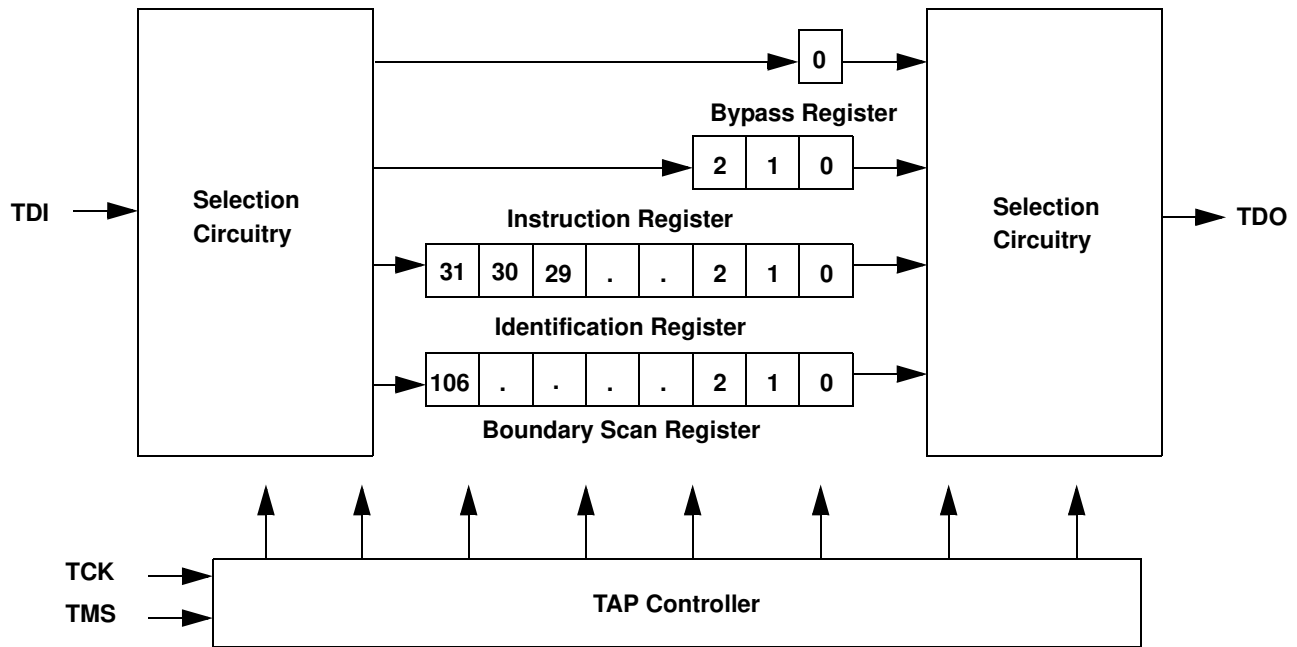 0
Bypass Register
2 1 0
Selection
Circuitry
TDI
Instruction Register
31 30 29 . . 2 1 0
Identification Register
106 . . . . 2 1 0
Boundary Scan Register
Selection
Circuitry
TDO
TCK
TMS
TAP Controller